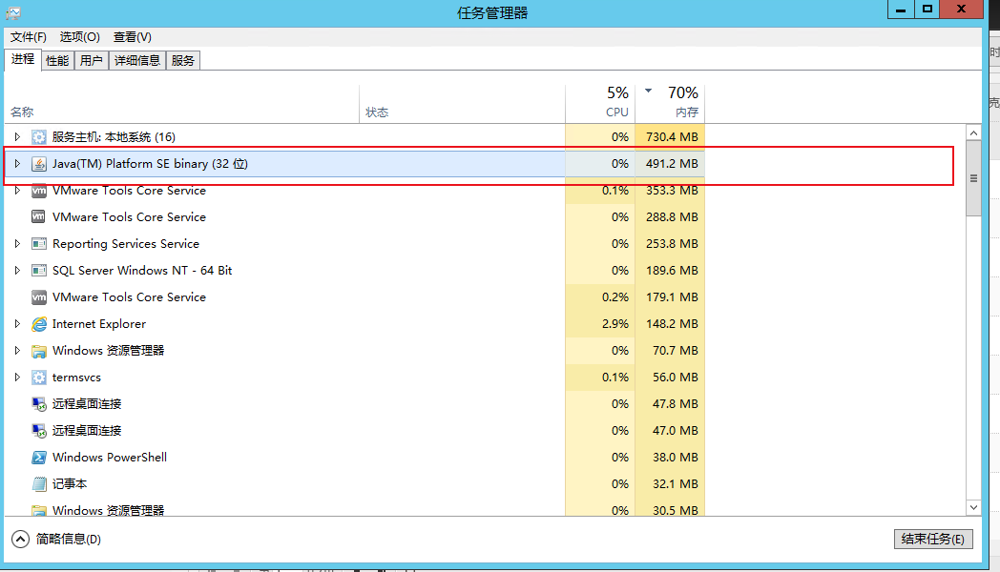 任务管理器
文件(F) 选项(O) 查看(V)
进程 性能 用户 详细信息 服务
5% 70%
名称 状态 CPU 内存
服务主机: 本地系统 (16) 0% 730.4 MB
Java(TM) Platform SE binary (32 位) 0% 491.2 MB
VMware Tools Core Service 0.1% 353.3 MB
VMware Tools Core Service 0% 288.8 MB
Reporting Services Service 0% 253.8 MB
SQL Server Windows NT - 64 Bit 0% 189.6 MB
VMware Tools Core Service 0.2% 179.1 MB
Internet Explorer 2.9% 148.2 MB
Windows 资源管理器 0% 70.7 MB
termsvcs 0.1% 56.0 MB
远程桌面连接 0% 47.8 MB
远程桌面连接 0% 47.0 MB
Windows PowerShell 0% 38.0 MB
记事本 0% 32.1 MB
Windows 资源管理器 0% 30.5 MB
简略信息(D) 结束任务(E)